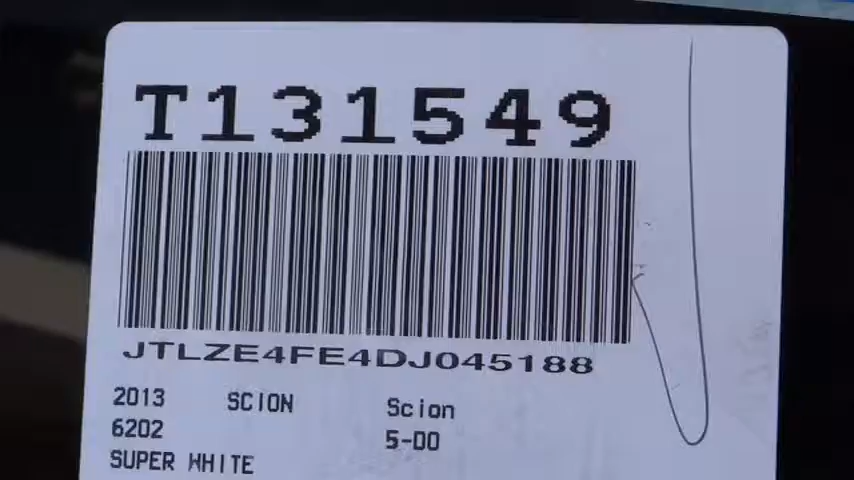 T131549
JTLZE4FE4DJ045188
2013 SCION Scion
6202 5-DO
SUPER WHITE